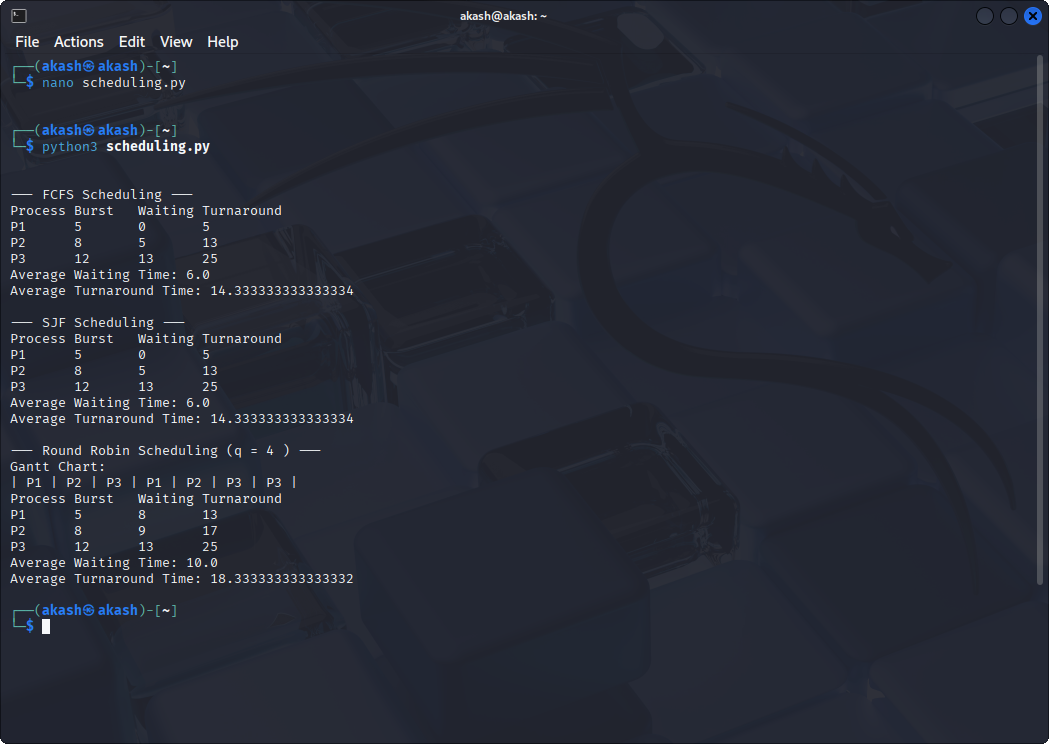 akash@akash: ~
File Actions Edit View Help
┌──(akash㉿akash)-[~]
└─$ nano scheduling.py
┌──(akash㉿akash)-[~]
└─$ python3 scheduling.py
--- FCFS Scheduling ---
Process Burst Waiting Turnaround
P1 5 0 5
P2 8 5 13
P3 12 13 25
Average Waiting Time: 6.0
Average Turnaround Time: 14.333333333333334
--- SJF Scheduling ---
Process Burst Waiting Turnaround
P1 5 0 5
P2 8 5 13
P3 12 13 25
Average Waiting Time: 6.0
Average Turnaround Time: 14.333333333333334
--- Round Robin Scheduling (q = 4 ) ---
Gantt Chart:
| P1 | P2 | P3 | P1 | P2 | P3 | P3 |
Process Burst Waiting Turnaround
P1 5 8 13
P2 8 9 17
P3 12 13 25
Average Waiting Time: 10.0
Average Turnaround Time: 18.333333333333332
┌──(akash㉿akash)-[~]
└─$